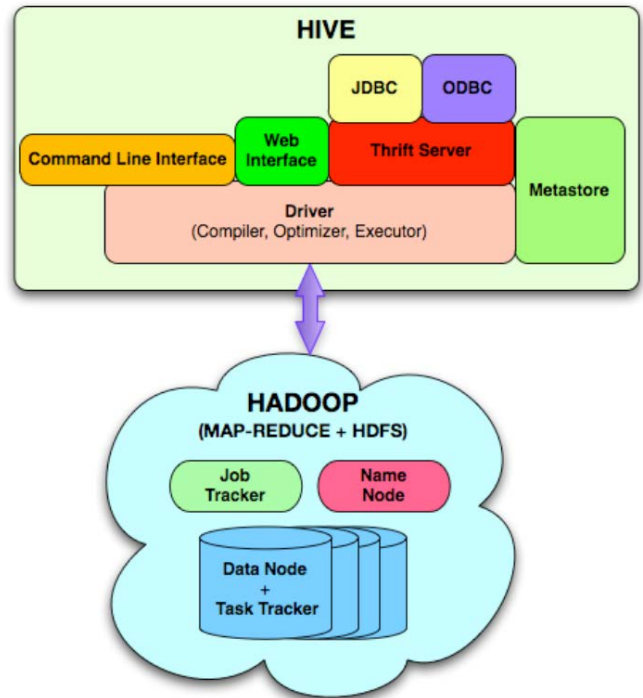 HIVE
JDBC
ODBC
Command Line Interface
Web
Interface
Thrift Server
Metastore
Driver
(Compiler, Optimizer, Executor)
HADOOP
(MAP-REDUCE + HDFS)
Job
Tracker
Name
Node
Data Node
+
Task Tracker